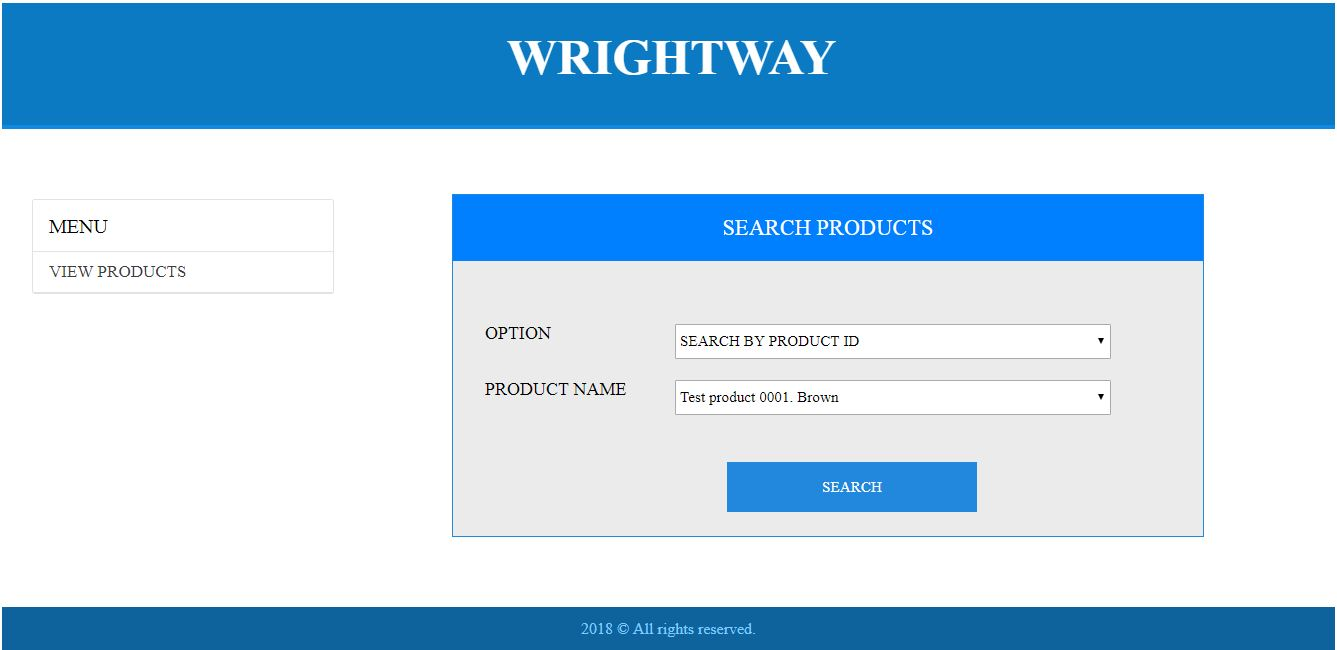 WRIGHTWAY
MENU
VIEW PRODUCTS
SEARCH PRODUCTS
OPTION
SEARCH BY PRODUCT ID
PRODUCT NAME
Test product 0001. Brown
SEARCH
2018 © All rights reserved.